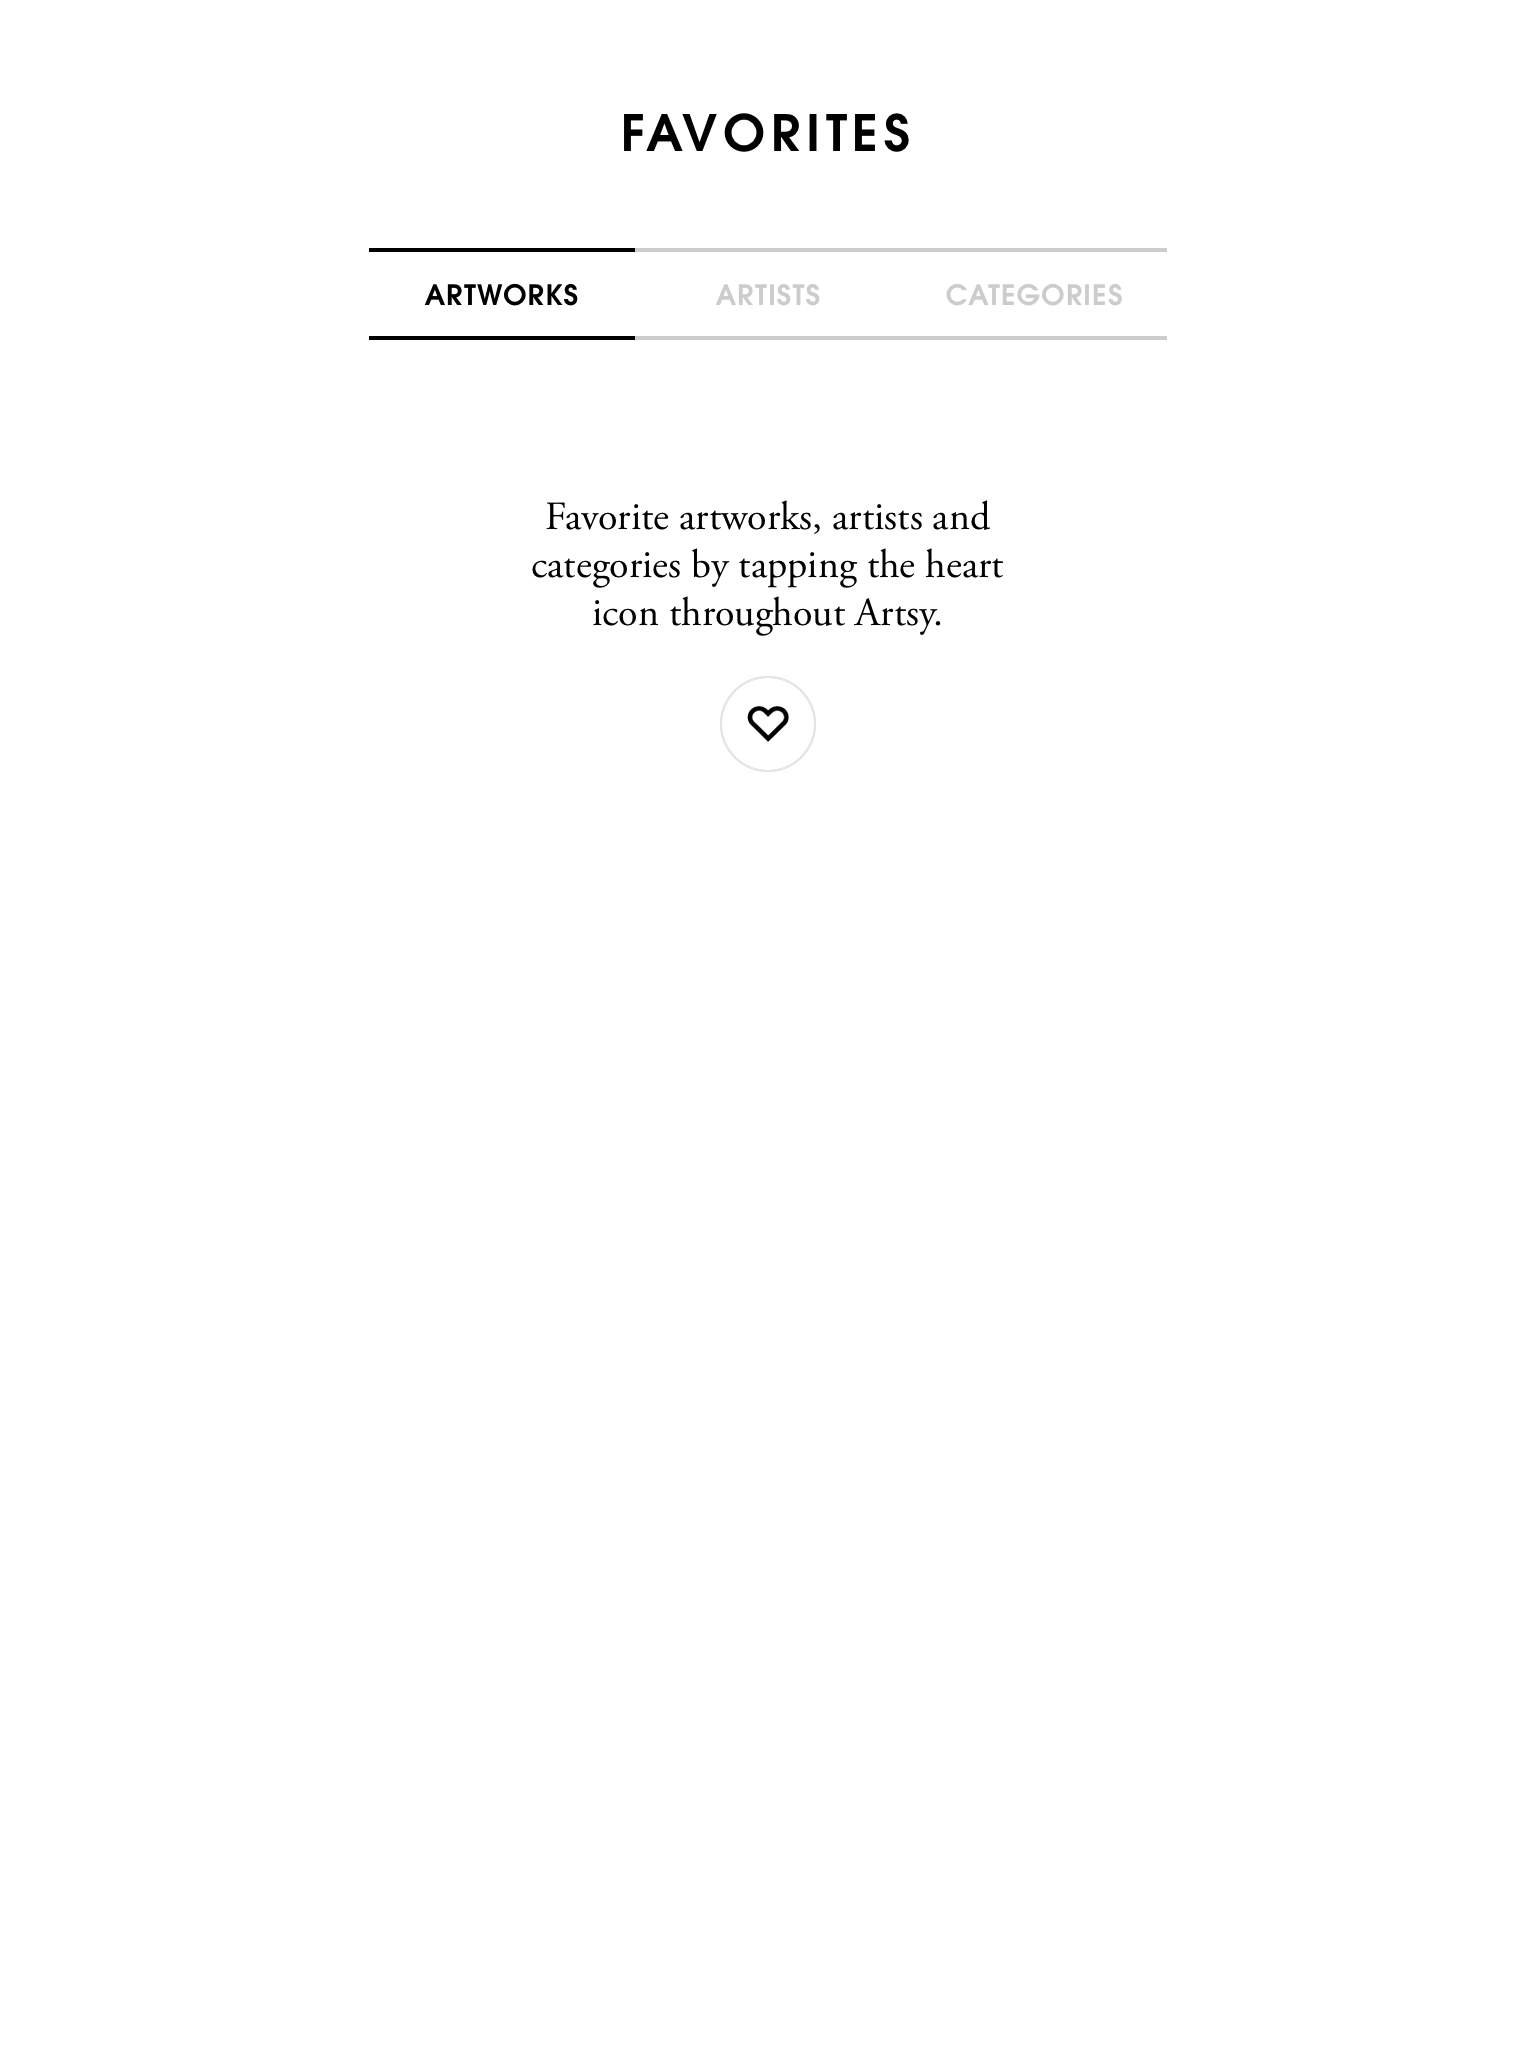 FAVORITES
ARTWORKS ARTISTS CATEGORIES
Favorite artworks, artists and
categories by tapping the heart
icon throughout Artsy.